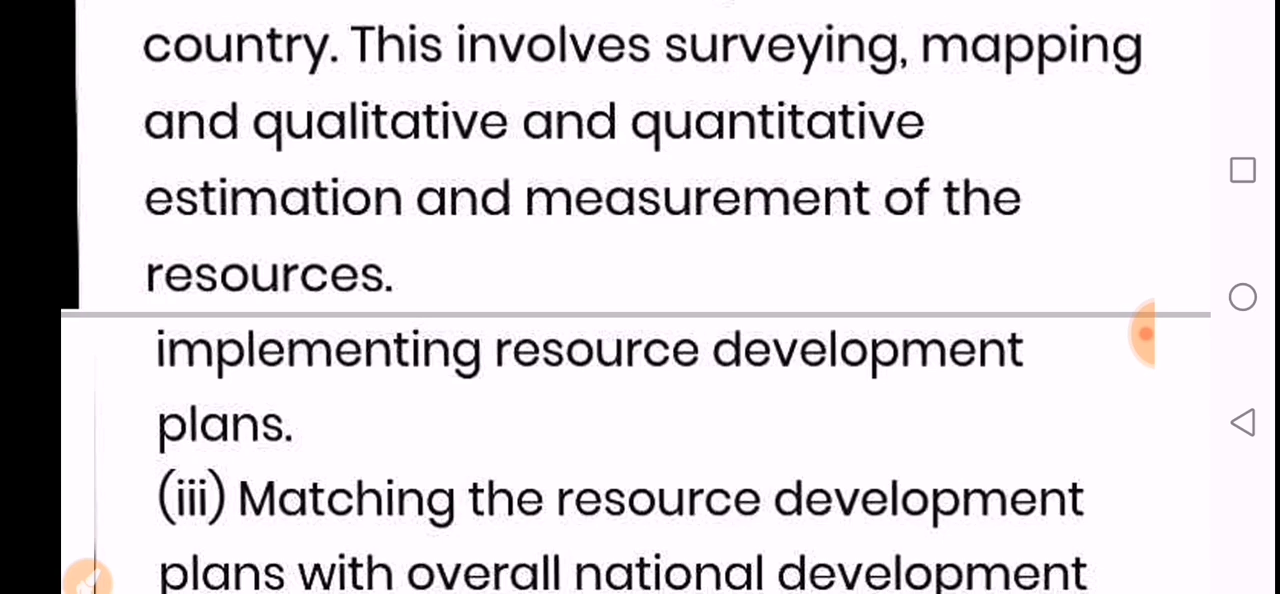 country. This involves surveying, mapping
and qualitative and quantitative
estimation and measurement of the
resources.
implementing resource development
plans.
(iii) Matching the resource development
plans with overall national development